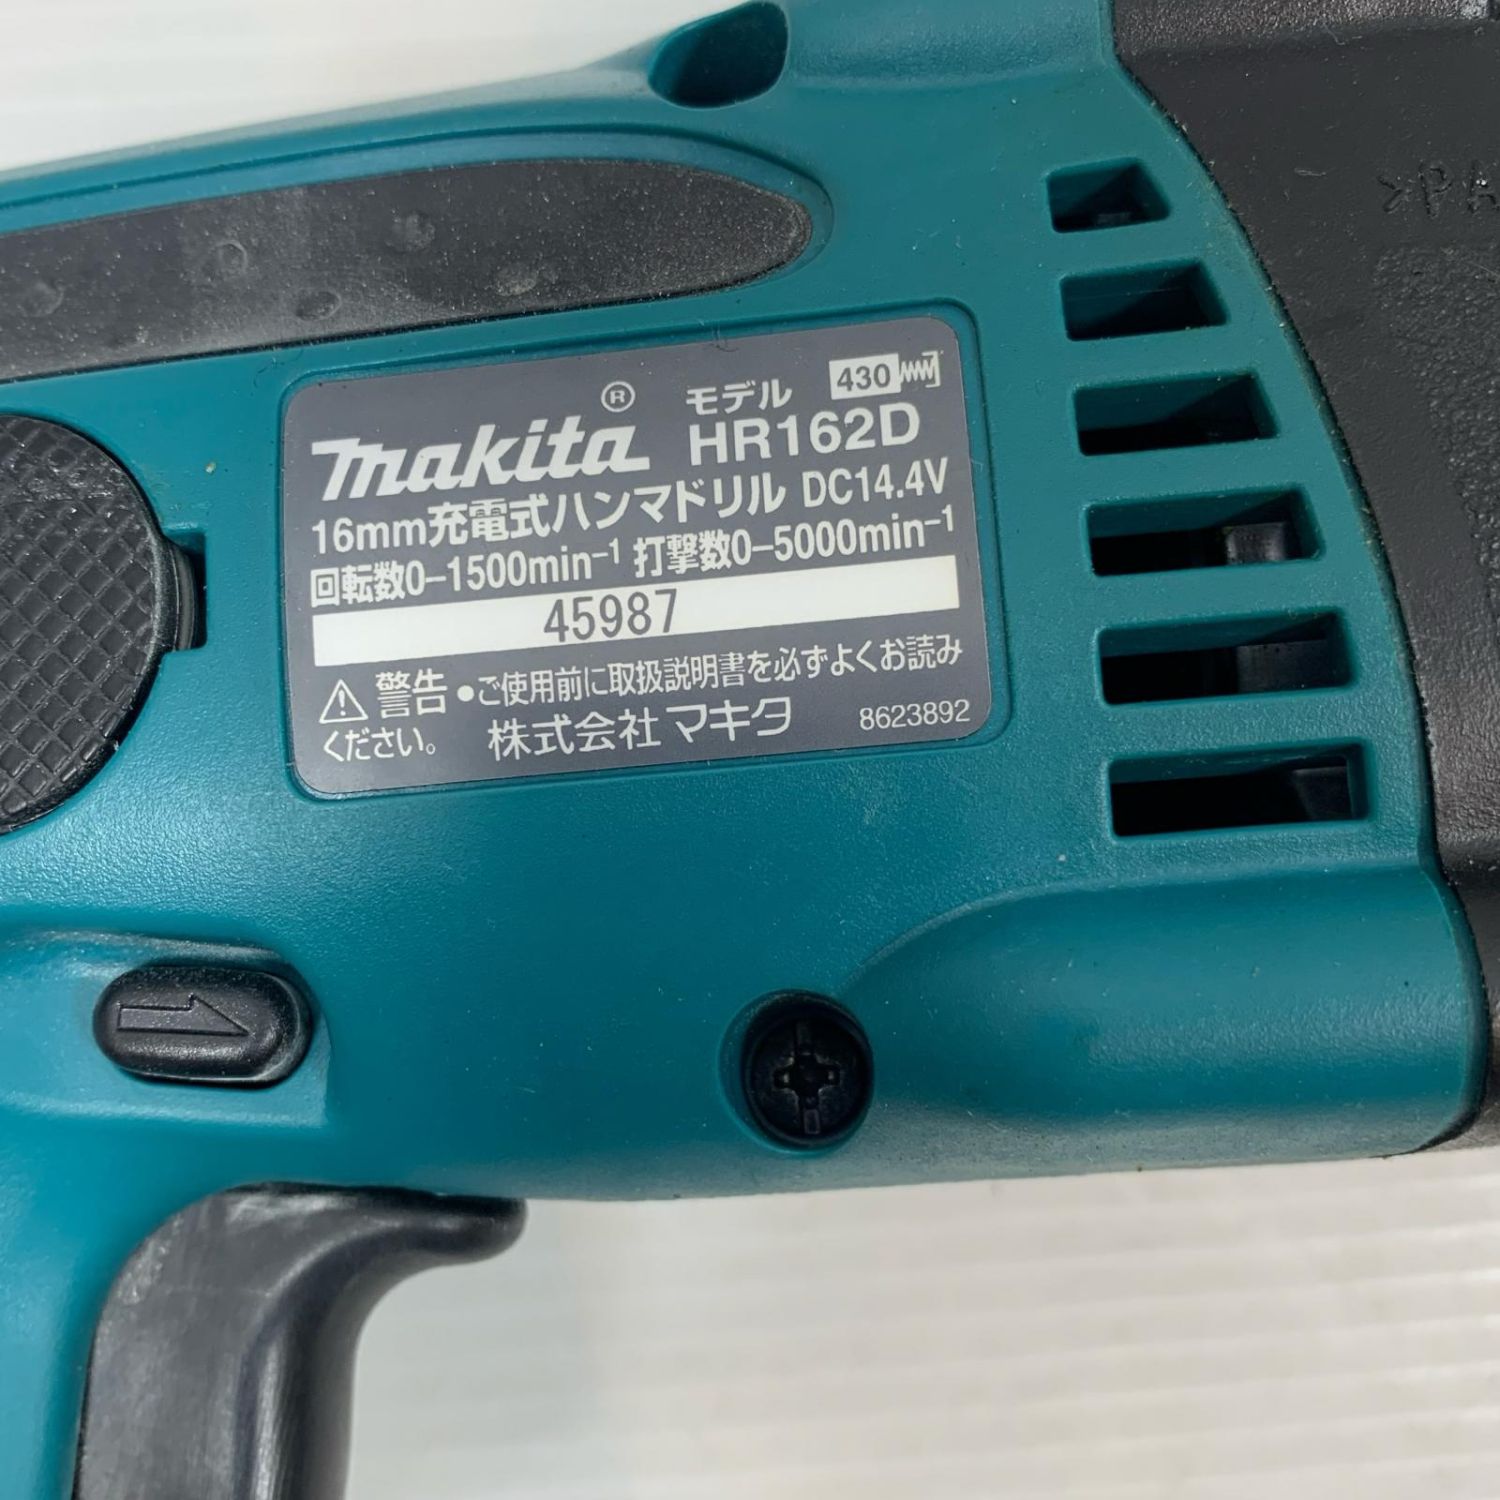 makita® モデル HR162D 430
16mm充電式ハンマドリル DC14.4V
回転数0-1500min⁻¹ 打撃数0-5000min⁻¹
45987
⚠ 警告 ●ご使用前に取扱説明書を必ずよくお読み
ください。 株式会社 マキタ 8623892
>PA